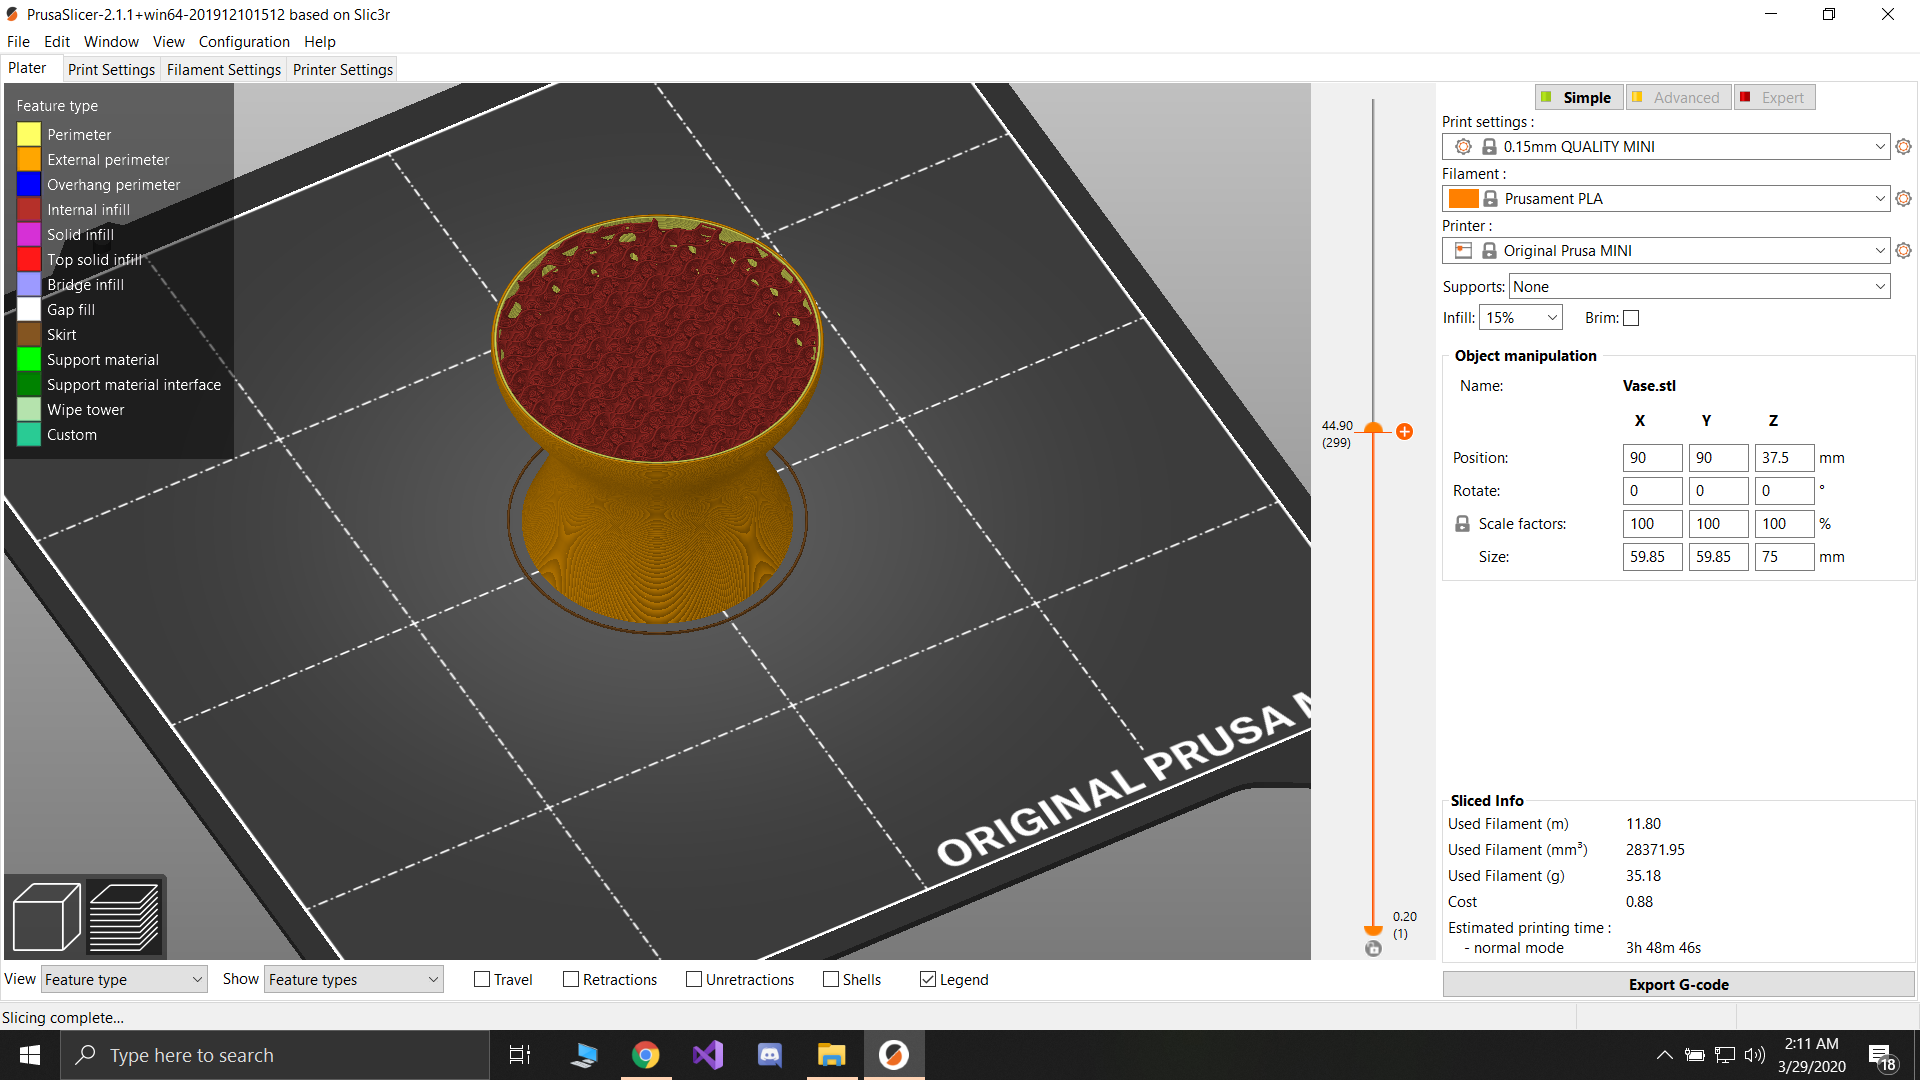 PrusaSlicer-2.1.1+win64-201912101512 based on Slic3r
File Edit Window View Configuration Help
Plater Print Settings Filament Settings Printer Settings
Feature type
Perimeter
External perimeter
Overhang perimeter
Internal infill
Solid infill
Top solid infill
Bridge infill
Gap fill
Skirt
Support material
Support material interface
Wipe tower
Custom
ORIGINAL PRUSA
44.90
(299)
0.20
(1)
Simple Advanced Expert
Print settings :
0.15mm QUALITY MINI
Filament :
Prusament PLA
Printer :
Original Prusa MINI
Supports: None
Infill: 15% Brim:
Object manipulation
Name: Vase.stl
X Y Z
Position: 90 90 37.5 mm
Rotate: 0 0 0 °
Scale factors: 100 100 100 %
Size: 59.85 59.85 75 mm
Sliced Info
Used Filament (m) 11.80
Used Filament (mm³) 28371.95
Used Filament (g) 35.18
Cost 0.88
Estimated printing time :
- normal mode 3h 48m 46s
Export G-code
View Feature type Show Feature types Travel Retractions Unretractions Shells Legend
Slicing complete...
Type here to search
2:11 AM
3/29/2020
18